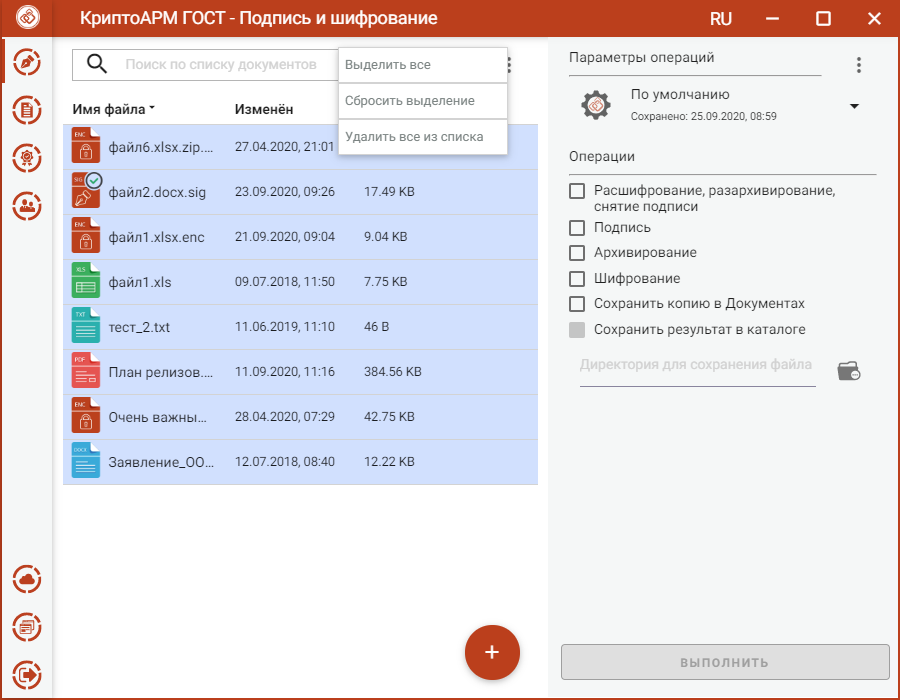 КриптоАРМ ГОСТ - Подпись и шифрование
RU
Поиск по списку документов
Выделить все
Сбросить выделение
Удалить все из списка
Имя файла
Изменён
ENC
файл6.xlsx.zip....
27.04.2020, 21:01
SIG
файл2.docx.sig
23.09.2020, 09:26
17.49 KB
ENC
файл1.xlsx.enc
21.09.2020, 09:04
9.04 KB
XLS
файл1.xls
09.07.2018, 11:50
7.75 KB
TXT
тест_2.txt
11.06.2019, 11:10
46 B
PDF
План релизов....
11.09.2020, 11:16
384.56 KB
ENC
Очень важны...
28.04.2020, 07:29
42.75 KB
DOCX
Заявление_ОО...
12.07.2018, 08:40
12.22 KB
+
Параметры операций
По умолчанию
Сохранено: 25.09.2020, 08:59
Операции
Расшифрование, разархивирование,
снятие подписи
Подпись
Архивирование
Шифрование
Сохранить копию в Документах
Сохранить результат в каталоге
Директория для сохранения файла
ВЫПОЛНИТЬ